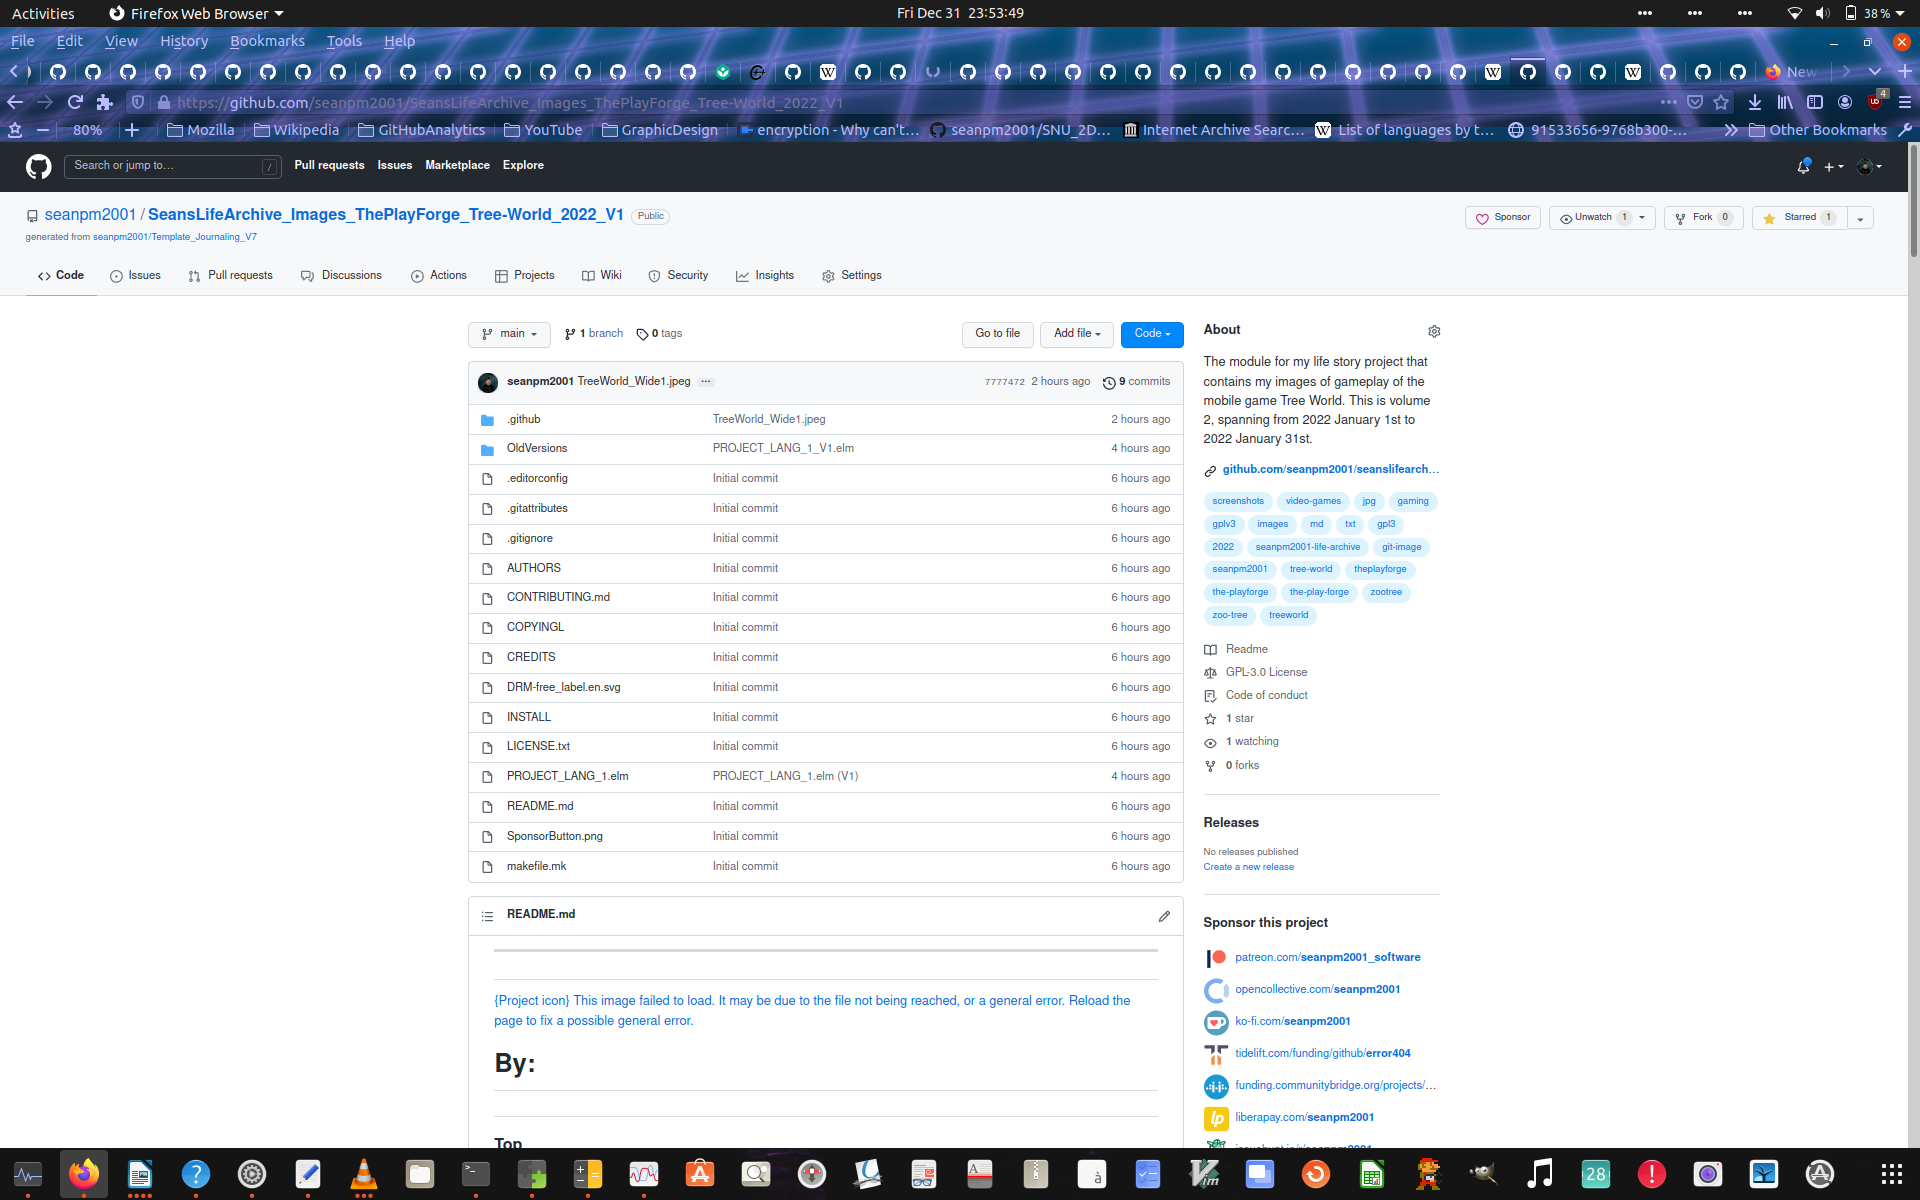 Activities
Firefox Web Browser
Fri Dec 31 23:53:49
38 %
File Edit View History Bookmarks Tools Help
New
https://github.com/seanpm2001/SeansLifeArchive_Images_ThePlayForge_Tree-World_2022_V1
4
80%
Mozilla
Wikipedia
GitHubAnalytics
YouTube
GraphicDesign
encryption - Why can't…
seanpm2001/SNU_2D…
Internet Archive Searc…
List of languages by t…
91533656-9768b300-…
Other Bookmarks
Search or jump to…
/
Pull requests Issues Marketplace Explore
seanpm2001 / SeansLifeArchive_Images_ThePlayForge_Tree-World_2022_V1 Public
generated from seanpm2001/Template_Journaling_V7
Sponsor
Unwatch 1
Fork 0
Starred 1
Code
Issues
Pull requests
Discussions
Actions
Projects
Wiki
Security
Insights
Settings
main
1 branch
0 tags
Go to file
Add file
Code
seanpm2001 TreeWorld_Wide1.jpeg ... 7777472 2 hours ago 9 commits
.github TreeWorld_Wide1.jpeg 2 hours ago
OldVersions PROJECT_LANG_1_V1.elm 4 hours ago
.editorconfig Initial commit 6 hours ago
.gitattributes Initial commit 6 hours ago
.gitignore Initial commit 6 hours ago
AUTHORS Initial commit 6 hours ago
CONTRIBUTING.md Initial commit 6 hours ago
COPYINGL Initial commit 6 hours ago
CREDITS Initial commit 6 hours ago
DRM-free_label.en.svg Initial commit 6 hours ago
INSTALL Initial commit 6 hours ago
LICENSE.txt Initial commit 6 hours ago
PROJECT_LANG_1.elm PROJECT_LANG_1.elm (V1) 4 hours ago
README.md Initial commit 6 hours ago
SponsorButton.png Initial commit 6 hours ago
makefile.mk Initial commit 6 hours ago
README.md
{Project icon} This image failed to load. It may be due to the file not being reached, or a general error. Reload the
page to fix a possible general error.
By:
Top
About
The module for my life story project that
contains my images of gameplay of the
mobile game Tree World. This is volume
2, spanning from 2022 January 1st to
2022 January 31st.
github.com/seanpm2001/seanslifearch…
screenshots video-games jpg gaming
gplv3 images md txt gpl3
2022 seanpm2001-life-archive git-image
seanpm2001 tree-world theplayforge
the-playforge the-play-forge zootree
zoo-tree treeworld
Readme
GPL-3.0 License
Code of conduct
1 star
1 watching
0 forks
Releases
No releases published
Create a new release
Sponsor this project
patreon.com/seanpm2001_software
opencollective.com/seanpm2001
ko-fi.com/seanpm2001
tidelift.com/funding/github/error404
funding.communitybridge.org/projects/…
liberapay.com/seanpm2001
28